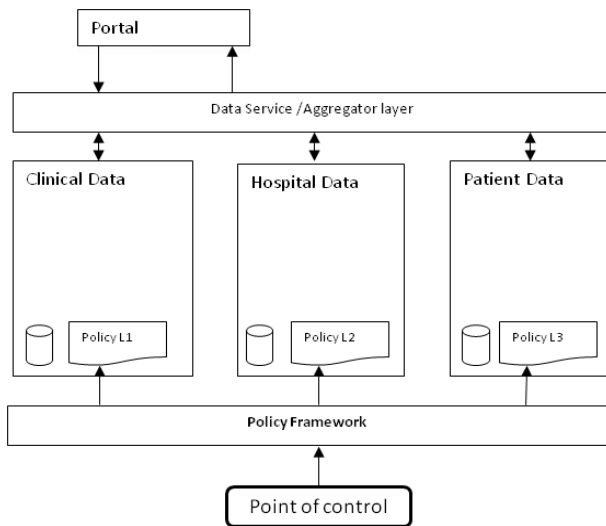 Portal
Data Service /Aggregator layer
Clinical Data
Hospital Data
Patient Data
Policy L1
Policy L2
Policy L3
Policy Framework
Point of control